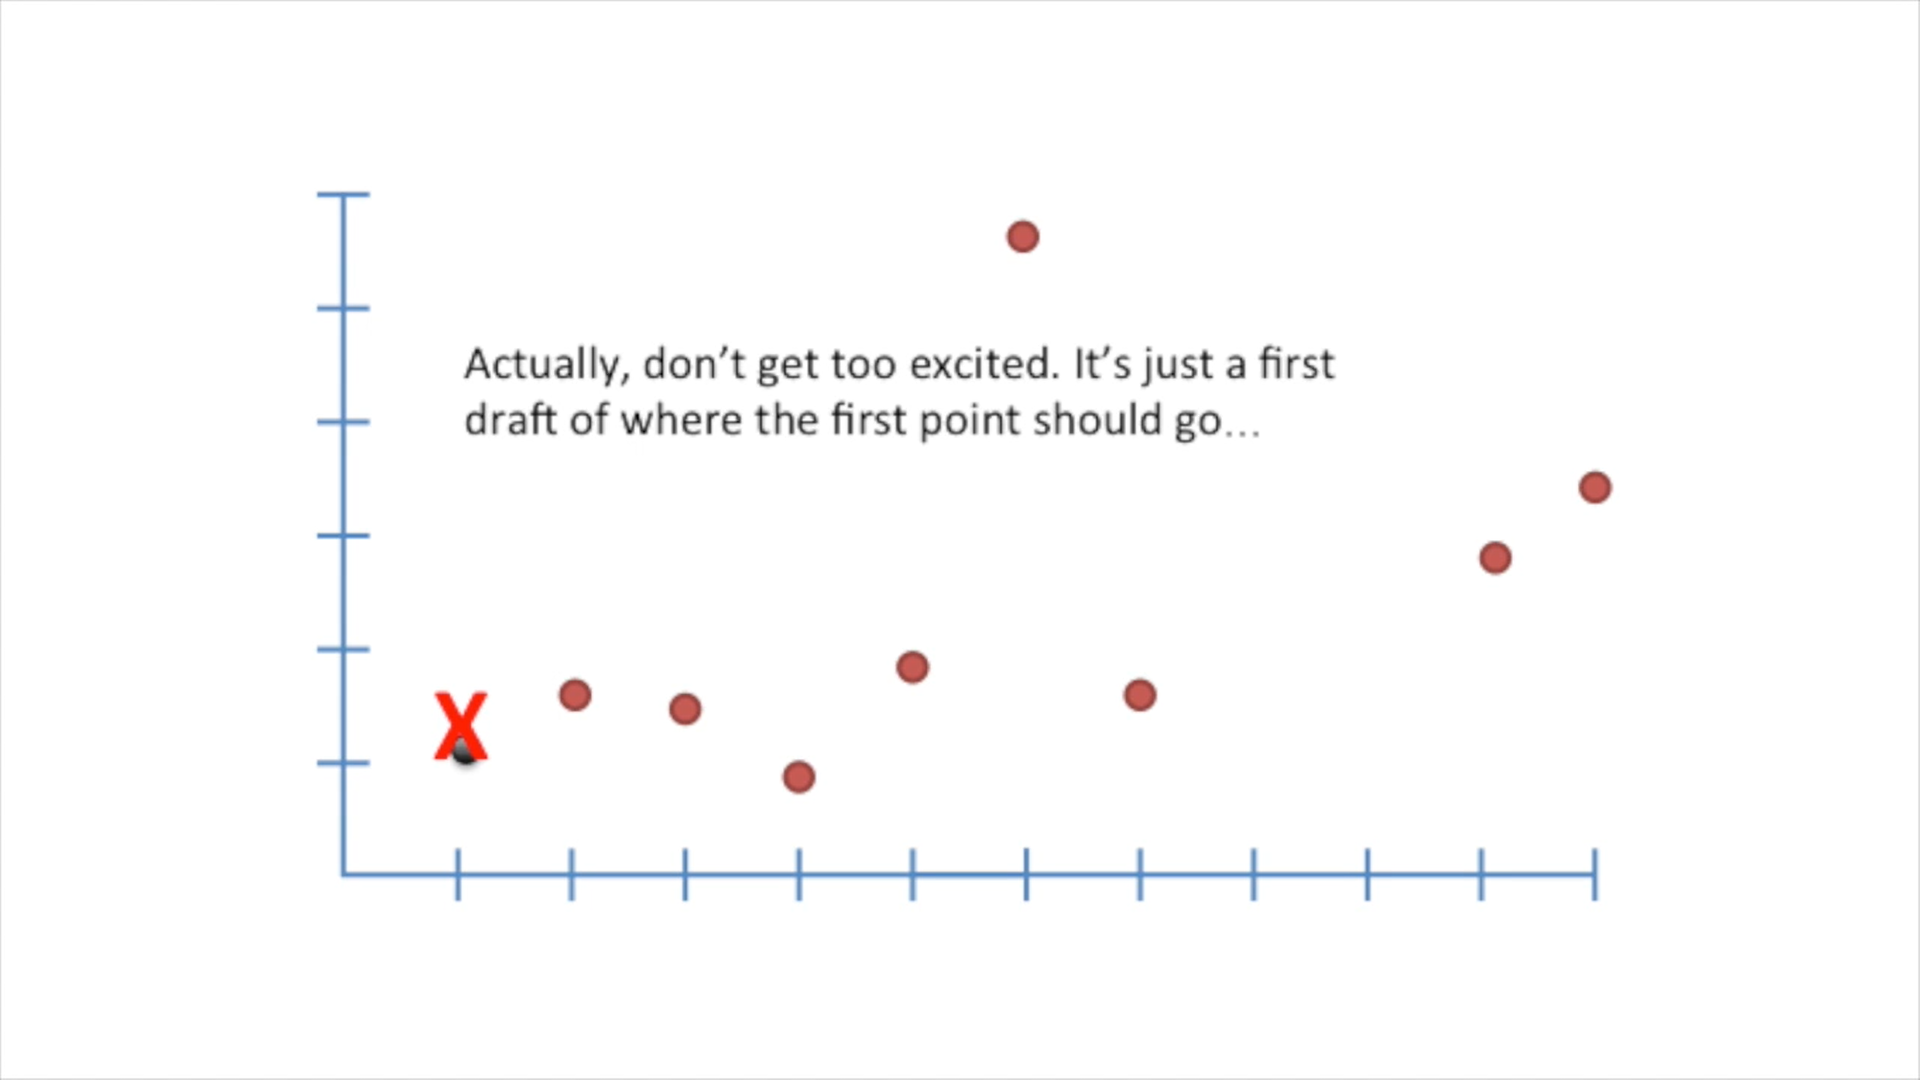 Actually, don’t get too excited. It’s just a first
draft of where the first point should go…
X